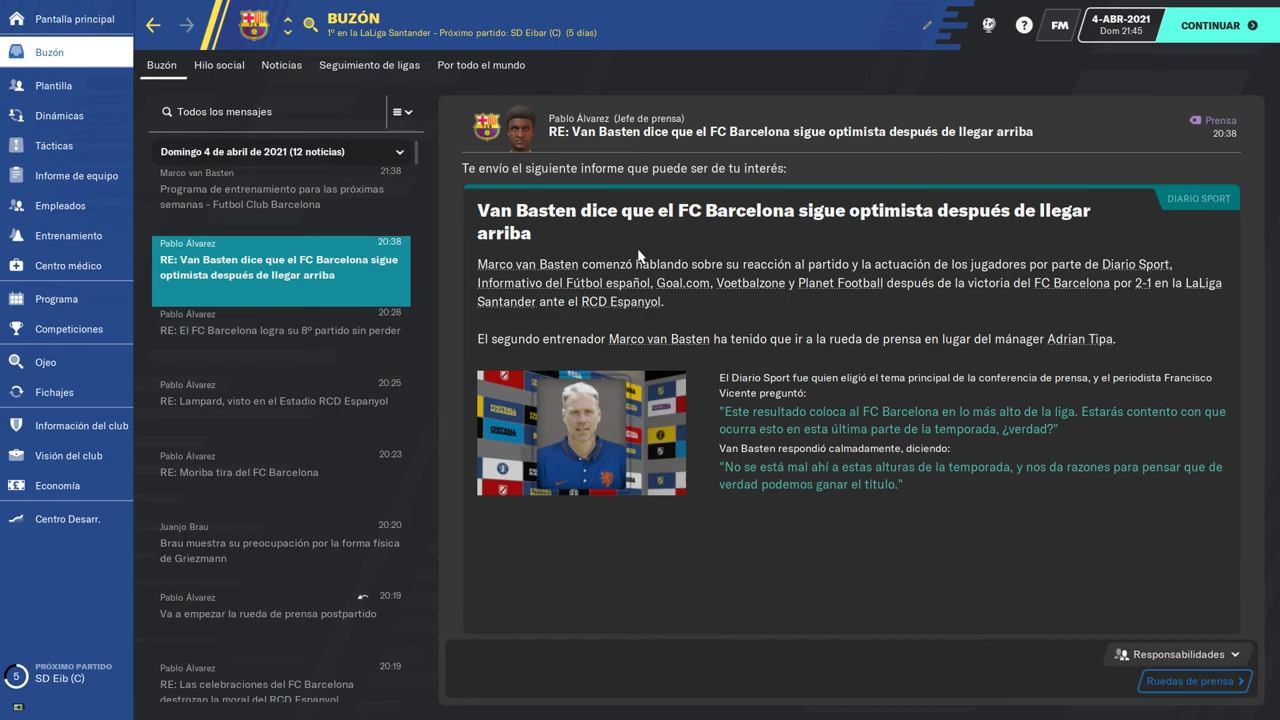 Pantalla principal
Buzón
Plantilla
Dinámicas
Tácticas
Informe de equipo
Empleados
Entrenamiento
Centro médico
Programa
Competiciones
Ojeo
Fichajes
Información del club
Visión del club
Economía
Centro Desarr.
5
PRÓXIMO PARTIDO
SD Eib (C)
BUZÓN
1º en la LaLiga Santander - Próximo partido: SD Eibar (C) (5 días)
FM
4-ABR-2021
Dom 21:45
CONTINUAR
Buzón
Hilo social
Noticias
Seguimiento de ligas
Por todo el mundo
Todos los mensajes
Domingo 4 de abril de 2021 (12 noticias)
Marco van Basten 21:38
Programa de entrenamiento para las próximas
semanas - Futbol Club Barcelona
Pablo Álvarez 20:38
RE: Van Basten dice que el FC Barcelona sigue
optimista después de llegar arriba
Pablo Álvarez 20:28
RE: El FC Barcelona logra su 8º partido sin perder
Pablo Álvarez 20:25
RE: Lampard, visto en el Estadio RCD Espanyol
Pablo Álvarez 20:23
RE: Moriba tira del FC Barcelona
Juanjo Brau 20:20
Brau muestra su preocupación por la forma física
de Griezmann
Pablo Álvarez 20:19
Va a empezar la rueda de prensa postpartido
Pablo Álvarez 20:19
RE: Las celebraciones del FC Barcelona
destrozan la moral del RCD Espanyol
Pablo Álvarez (Jefe de prensa)
RE: Van Basten dice que el FC Barcelona sigue optimista después de llegar arriba
Prensa
20:38
Te envío el siguiente informe que puede ser de tu interés:
DIARIO SPORT
Van Basten dice que el FC Barcelona sigue optimista después de llegar
arriba
Marco van Basten comenzó hablando sobre su reacción al partido y la actuación de los jugadores por parte de Diario Sport,
Informativo del Fútbol español, Goal.com, Voetbalzone y Planet Football después de la victoria del FC Barcelona por 2-1 en la LaLiga
Santander ante el RCD Espanyol.
El segundo entrenador Marco van Basten ha tenido que ir a la rueda de prensa en lugar del mánager Adrian Tipa.
El Diario Sport fue quien eligió el tema principal de la conferencia de prensa, y el periodista Francisco
Vicente preguntó:
"Este resultado coloca al FC Barcelona en lo más alto de la liga. Estarás contento con que
ocurra esto en esta última parte de la temporada, ¿verdad?"
Van Basten respondió calmadamente, diciendo:
"No se está mal ahí a estas alturas de la temporada, y nos da razones para pensar que de
verdad podemos ganar el título."
Responsabilidades
Ruedas de prensa